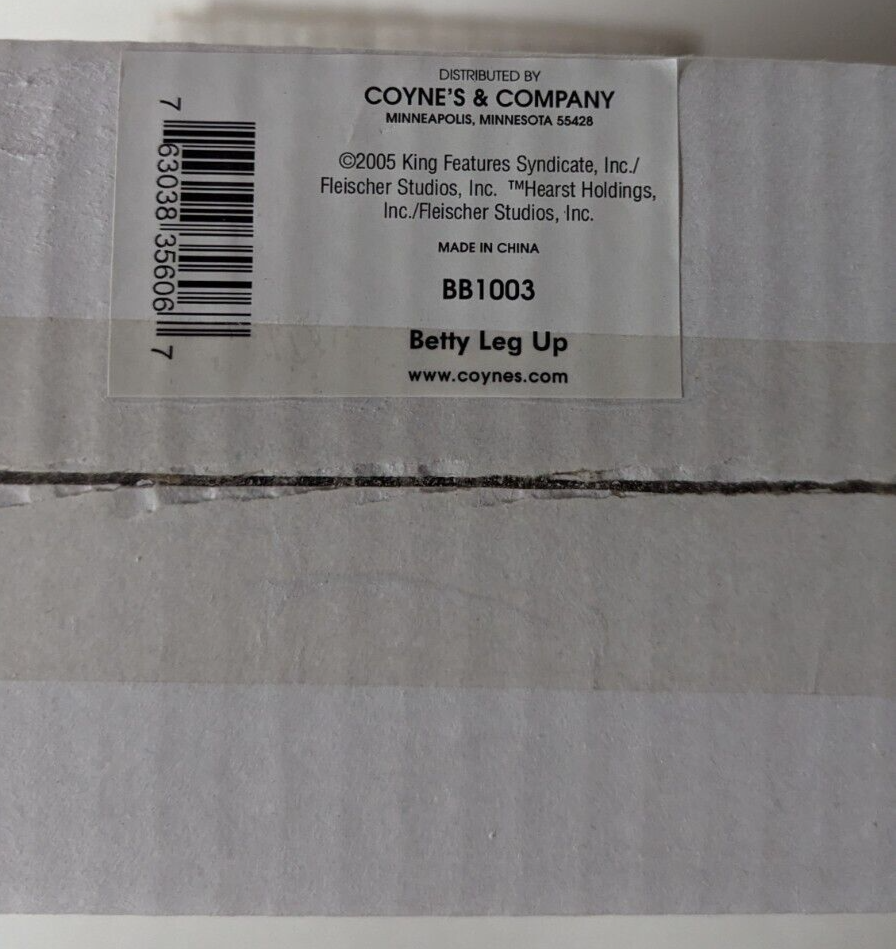 DISTRIBUTED BY
COYNE'S & COMPANY
MINNEAPOLIS, MINNESOTA 55428
©2005 King Features Syndicate, Inc./
Fleischer Studios, Inc. ™Hearst Holdings,
Inc./Fleischer Studios, Inc.
MADE IN CHINA
BB1003
Betty Leg Up
www.coynes.com
7 63038 35606 7